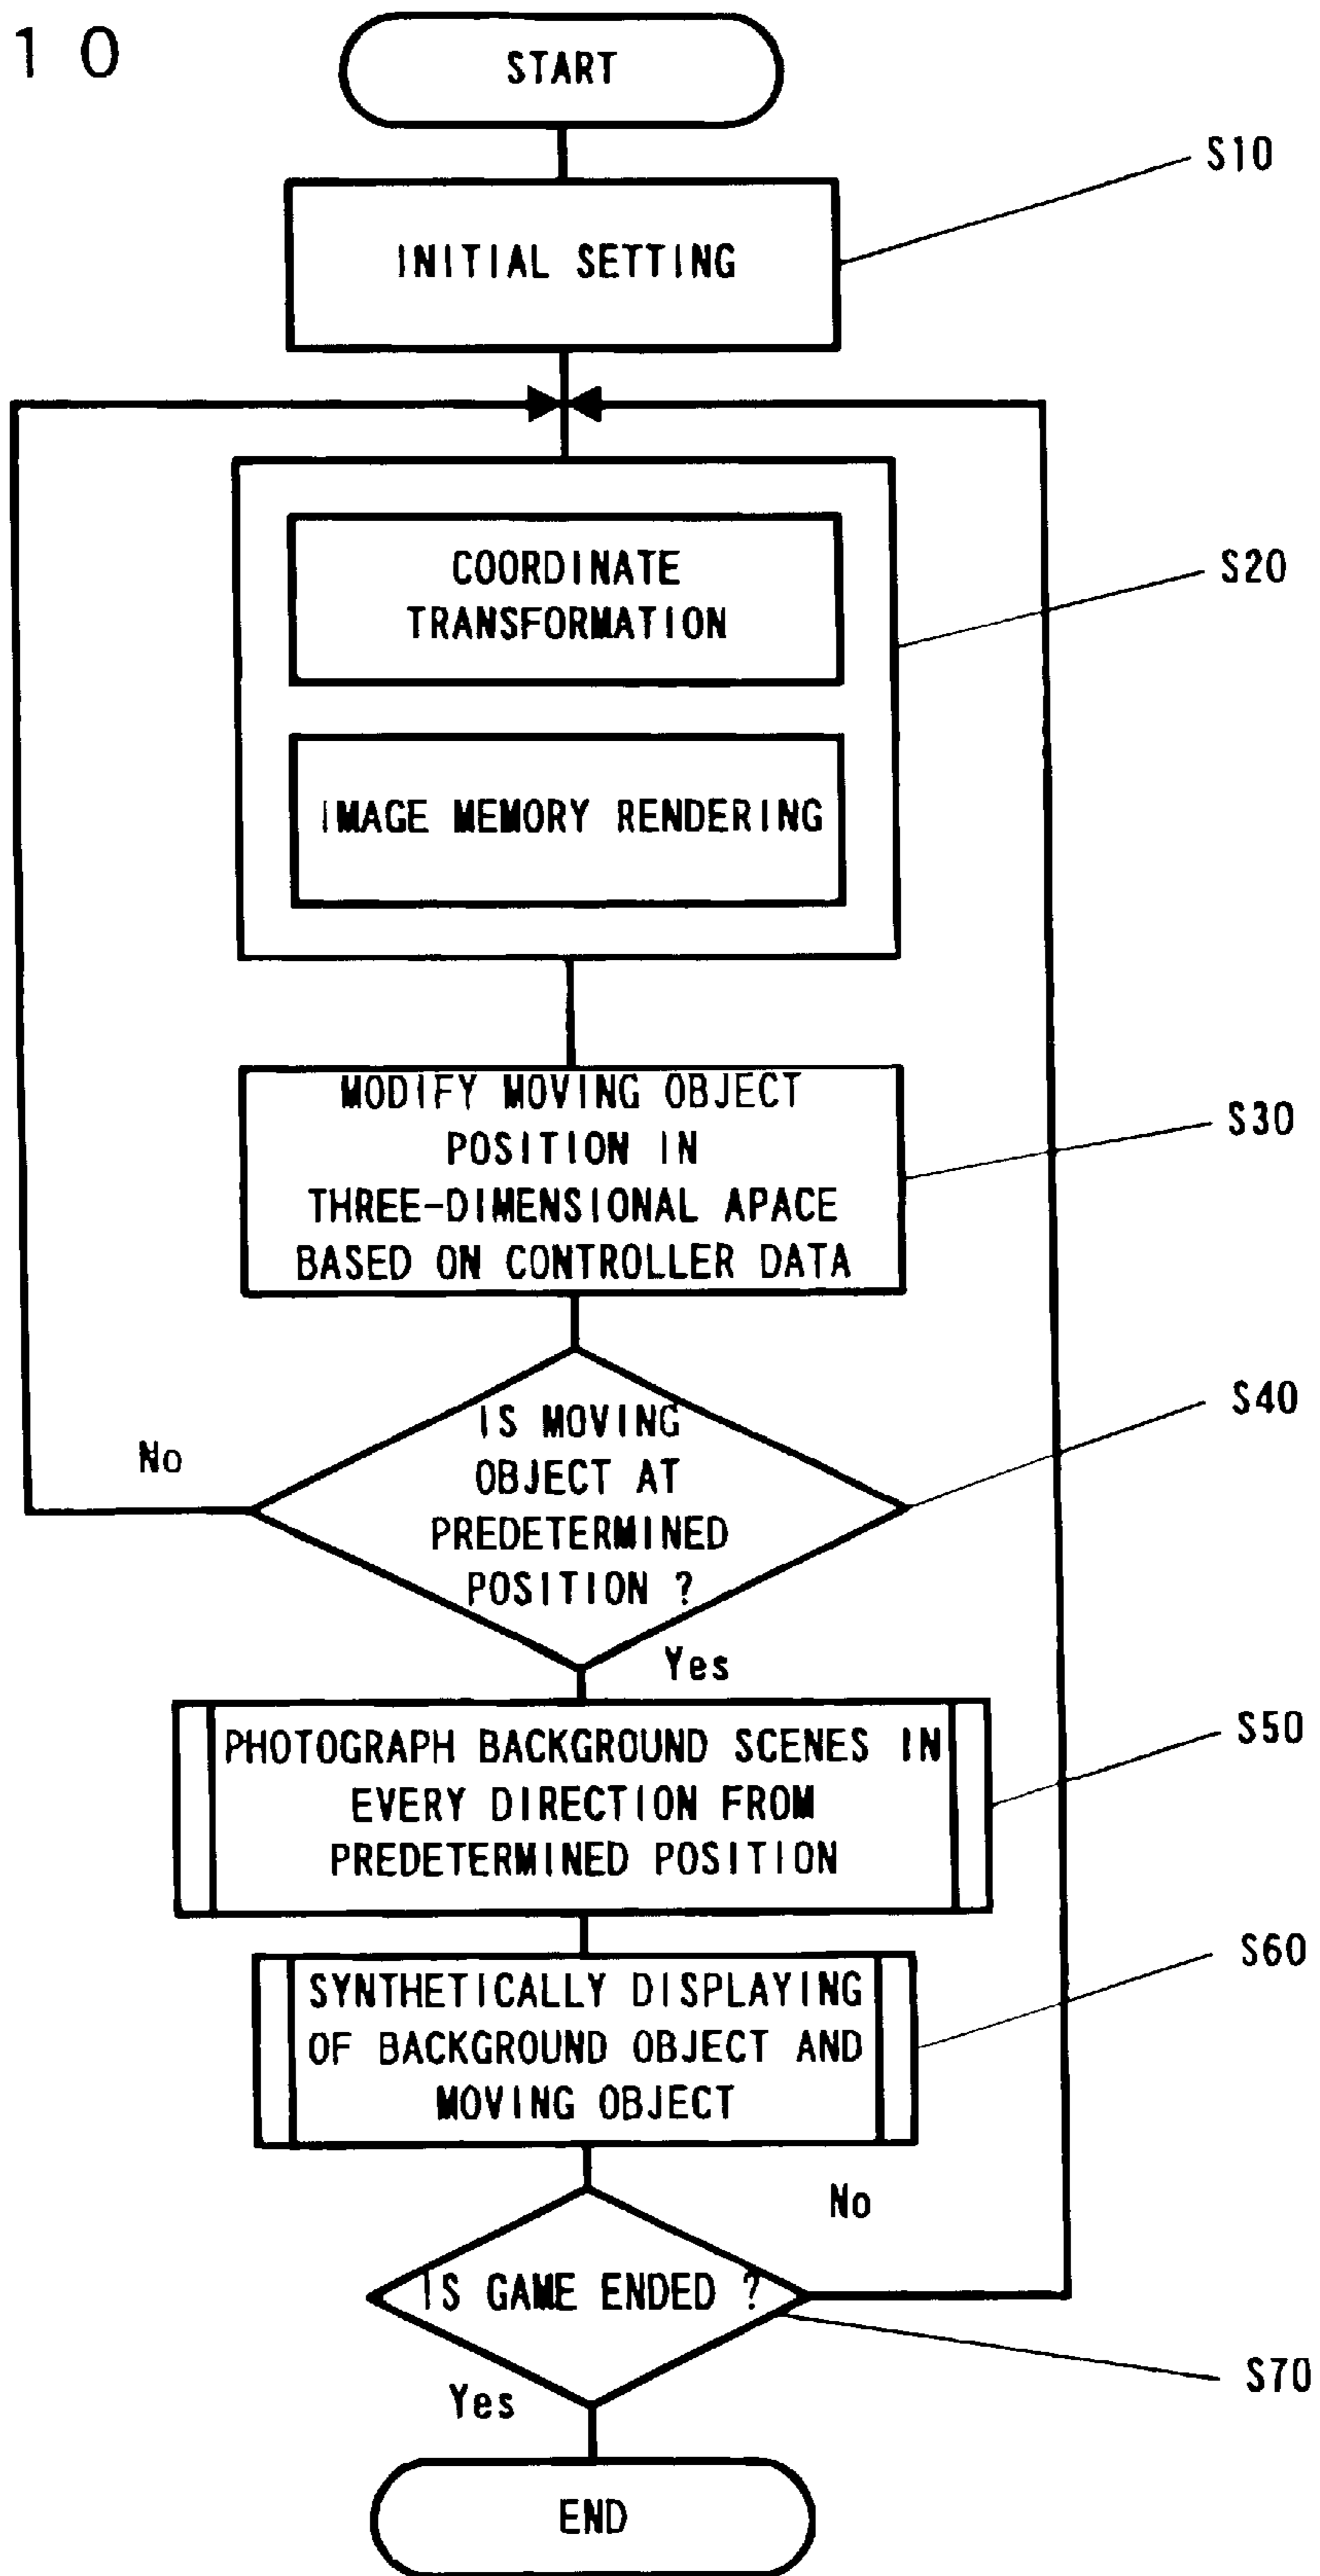 10
START
S10
INITIAL SETTING
COORDINATE
TRANSFORMATION
S20
IMAGE MEMORY RENDERING
MODIFY MOVING OBJECT
POSITION IN
THREE-DIMENSIONAL APACE
BASED ON CONTROLLER DATA
S30
IS MOVING
OBJECT AT
PREDETERMINED
POSITION ?
S40
No
Yes
PHOTOGRAPH BACKGROUND SCENES IN
EVERY DIRECTION FROM
PREDETERMINED POSITION
S50
SYNTHETICALLY DISPLAYING
OF BACKGROUND OBJECT AND
MOVING OBJECT
S60
No
IS GAME ENDED ?
S70
Yes
END